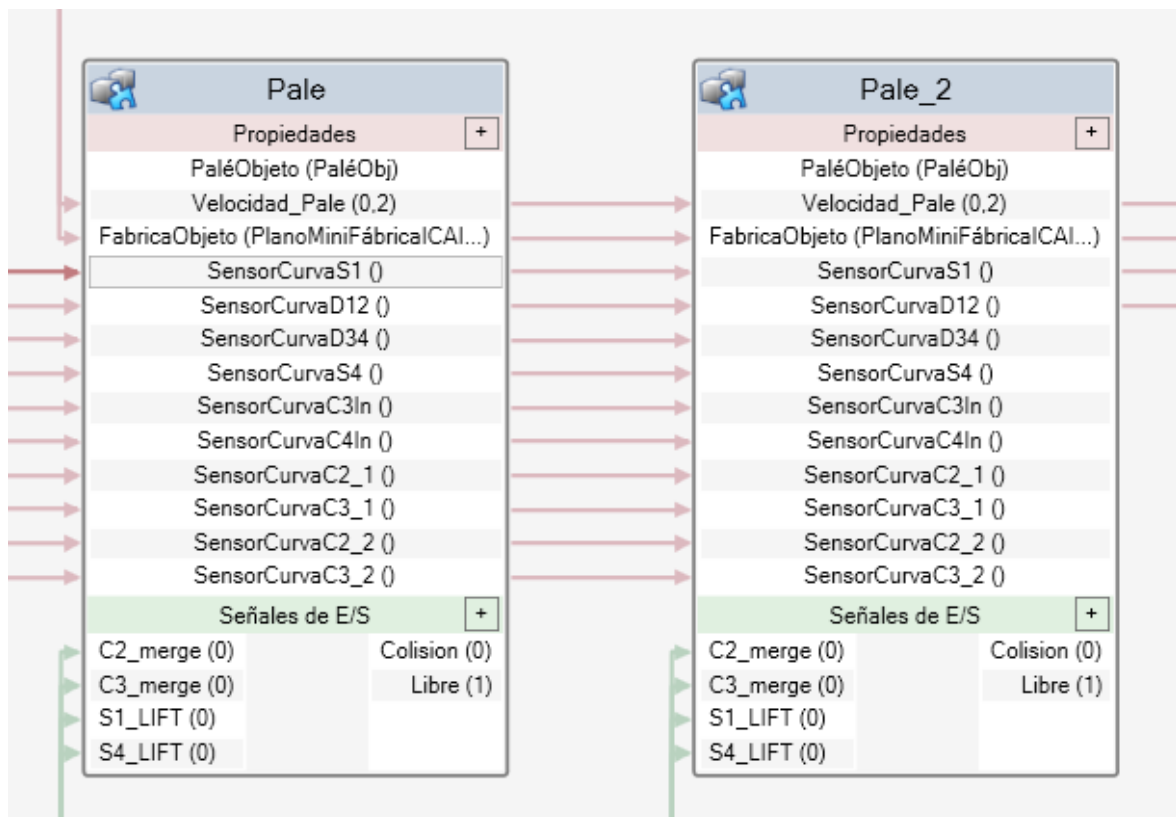 Pale
Propiedades +
PaléObjeto (PaléObj)
Velocidad_Pale (0,2)
FabricaObjeto (PlanoMiniFábricaICAI...)
SensorCurvaS1 ()
SensorCurvaD12 ()
SensorCurvaD34 ()
SensorCurvaS4 ()
SensorCurvaC3In ()
SensorCurvaC4In ()
SensorCurvaC2_1 ()
SensorCurvaC3_1 ()
SensorCurvaC2_2 ()
SensorCurvaC3_2 ()
Señales de E/S +
C2_merge (0) Colision (0)
C3_merge (0) Libre (1)
S1_LIFT (0)
S4_LIFT (0)
Pale_2
Propiedades +
PaléObjeto (PaléObj)
Velocidad_Pale (0,2)
FabricaObjeto (PlanoMiniFábricaICAI...)
SensorCurvaS1 ()
SensorCurvaD12 ()
SensorCurvaD34 ()
SensorCurvaS4 ()
SensorCurvaC3In ()
SensorCurvaC4In ()
SensorCurvaC2_1 ()
SensorCurvaC3_1 ()
SensorCurvaC2_2 ()
SensorCurvaC3_2 ()
Señales de E/S +
C2_merge (0) Colision (0)
C3_merge (0) Libre (1)
S1_LIFT (0)
S4_LIFT (0)